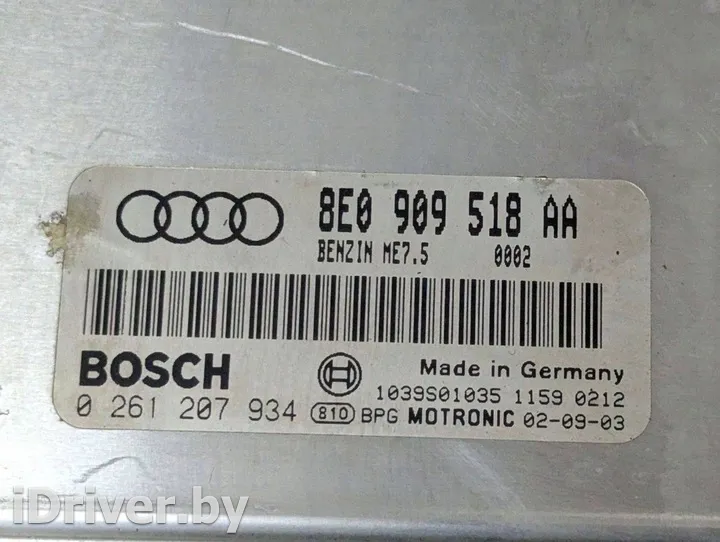 8E0 909 518 AA
BENZIN ME7.5 0002
BOSCH
Made in Germany
1039S01035 1159 0212
0 261 207 934 810 BPG MOTRONIC 02-09-03
iDriver.by